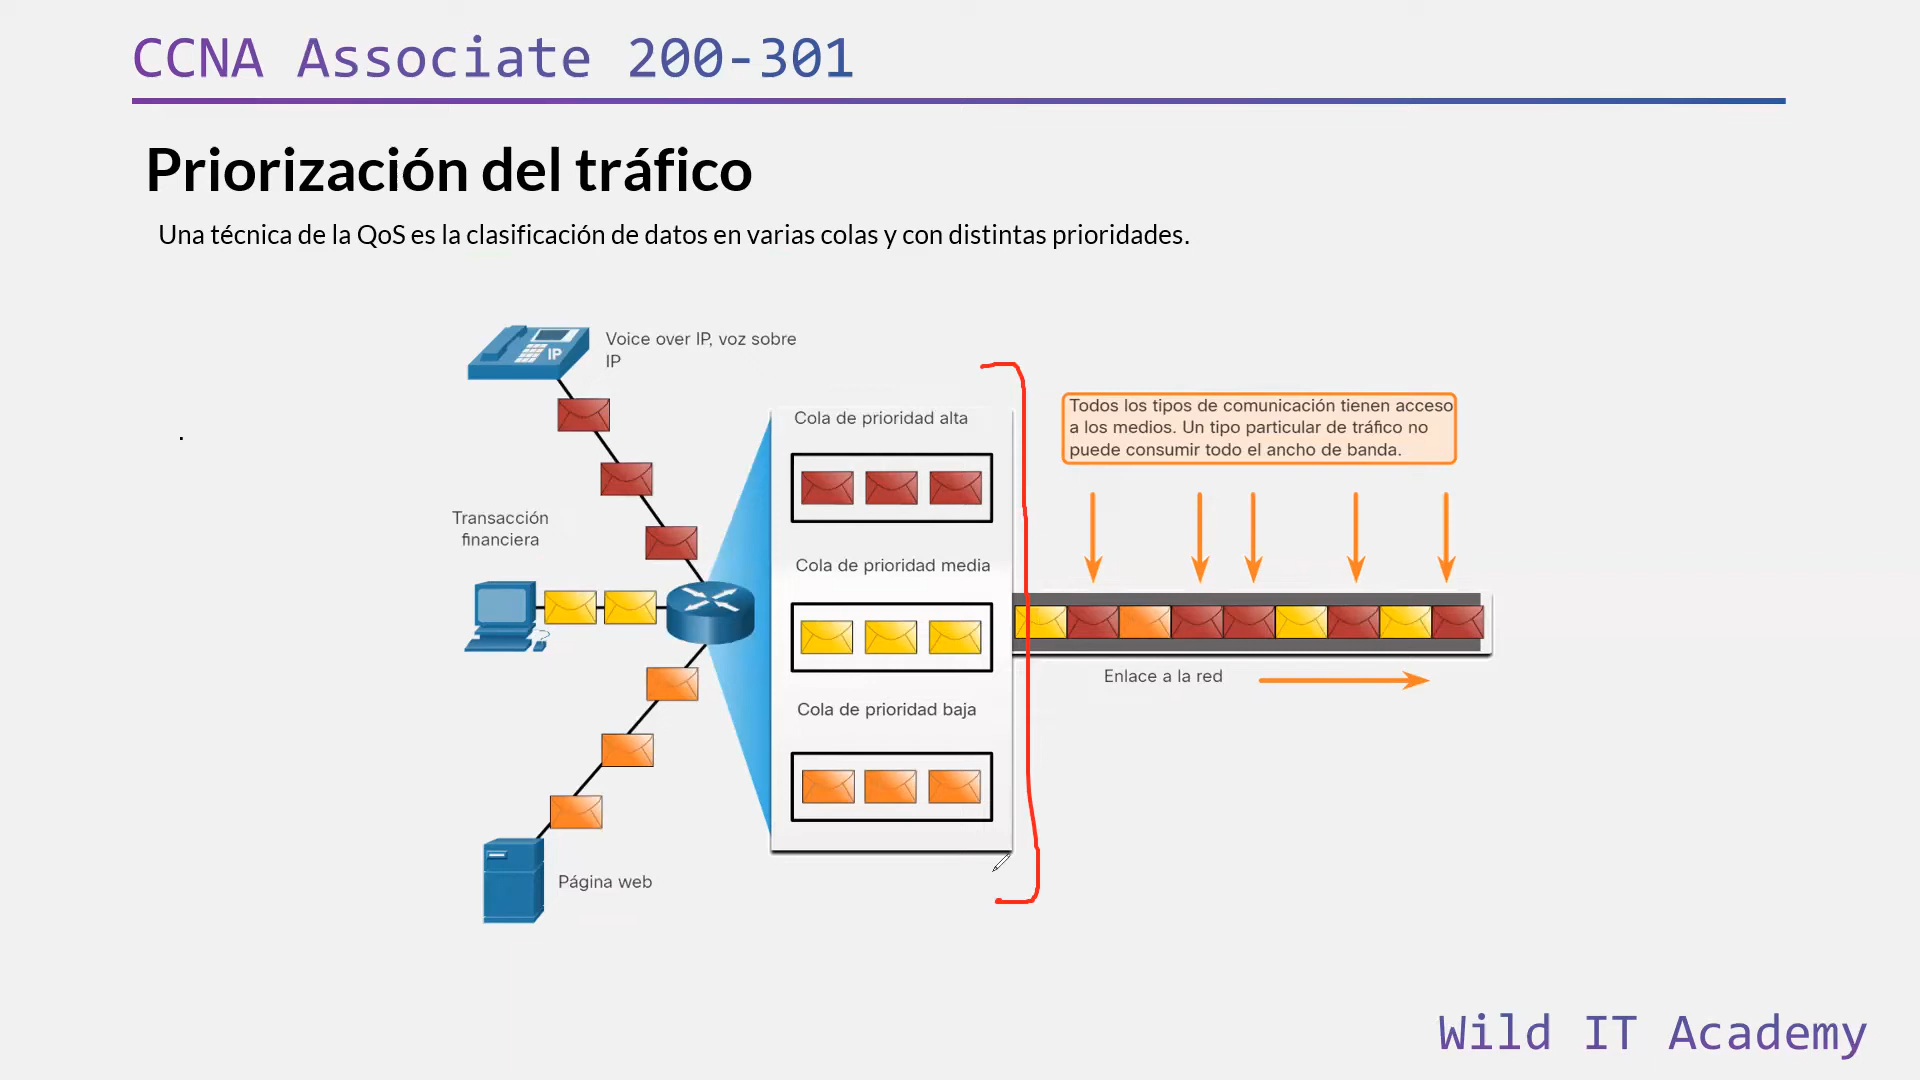 CCNA Associate 200-301
Priorización del tráfico
Una técnica de la QoS es la clasificación de datos en varias colas y con distintas prioridades.
IP
Voice over IP, voz sobre
IP
Transacción
financiera
Página web
Cola de prioridad alta
Cola de prioridad media
Cola de prioridad baja
Todos los tipos de comunicación tienen acceso
a los medios. Un tipo particular de tráfico no
puede consumir todo el ancho de banda.
Enlace a la red
Wild IT Academy